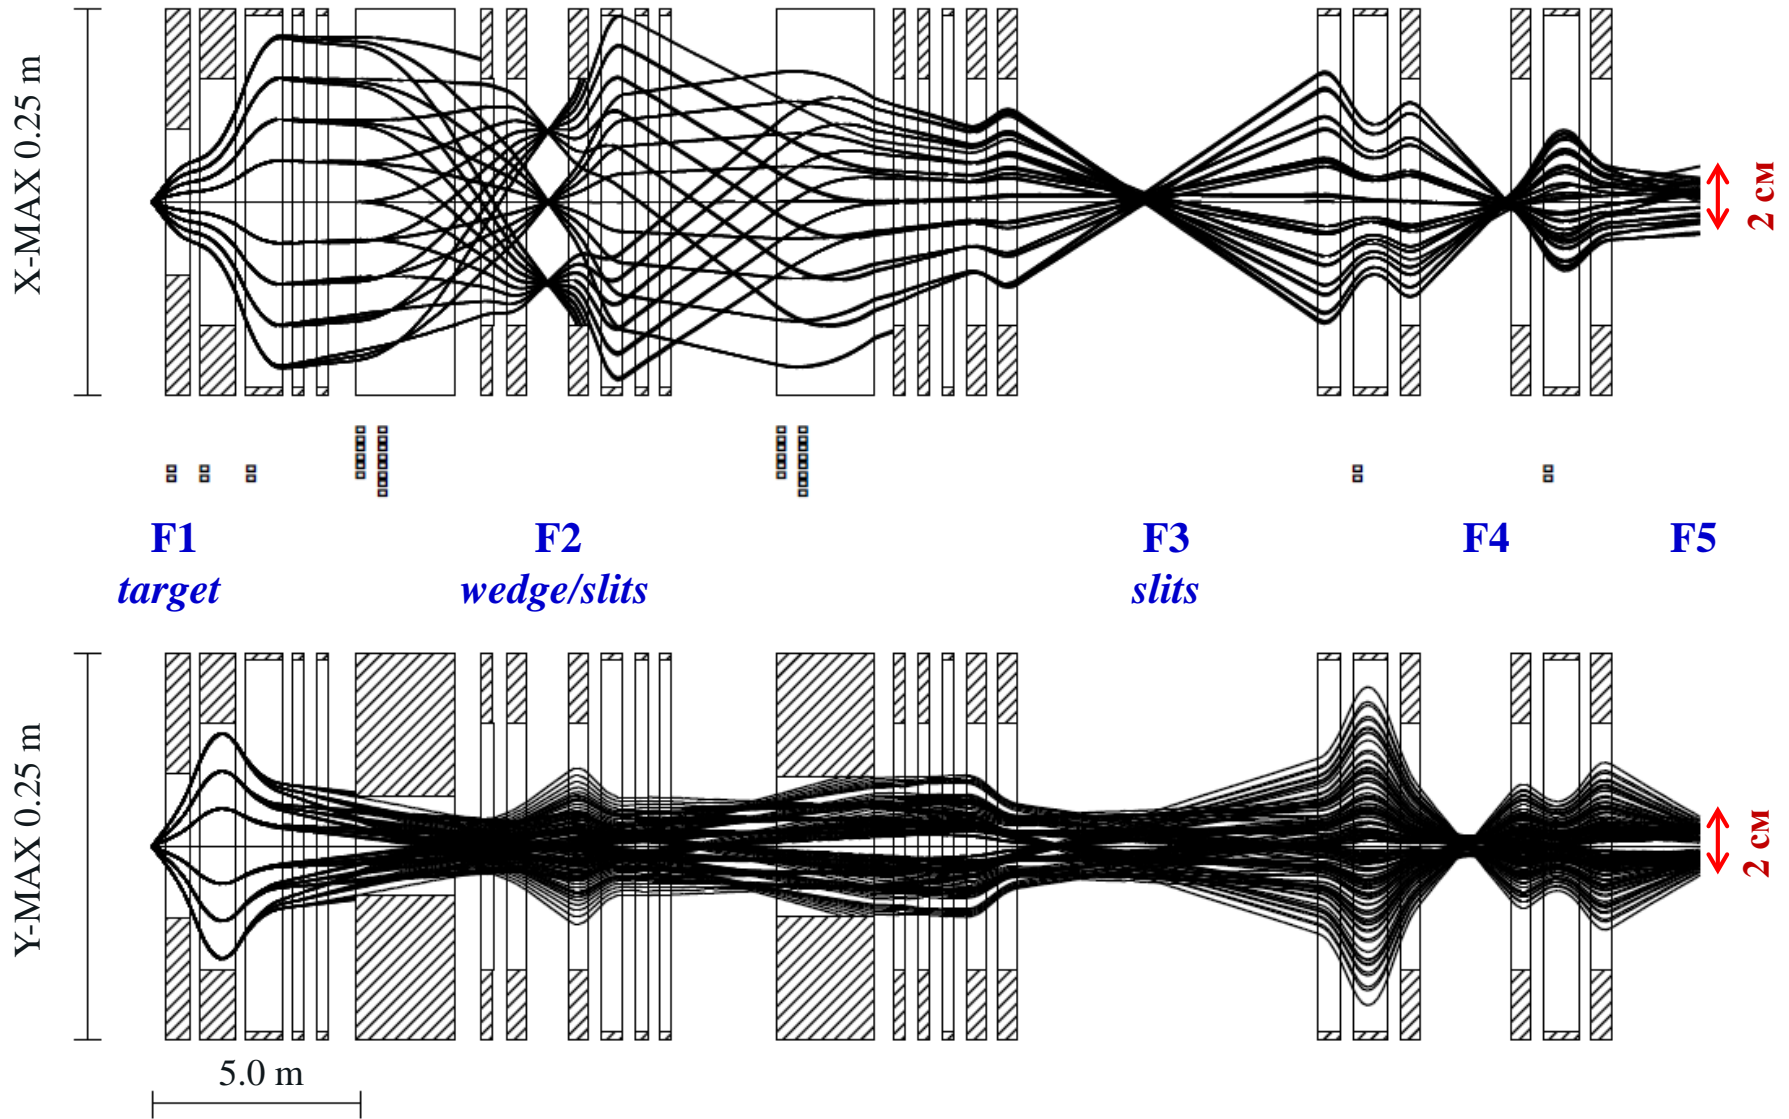 X-MAX 0.25 m
2 см
F1
F2
F3
F4
F5
target
wedge/slits
slits
Y-MAX 0.25 m
2 см
5.0 m